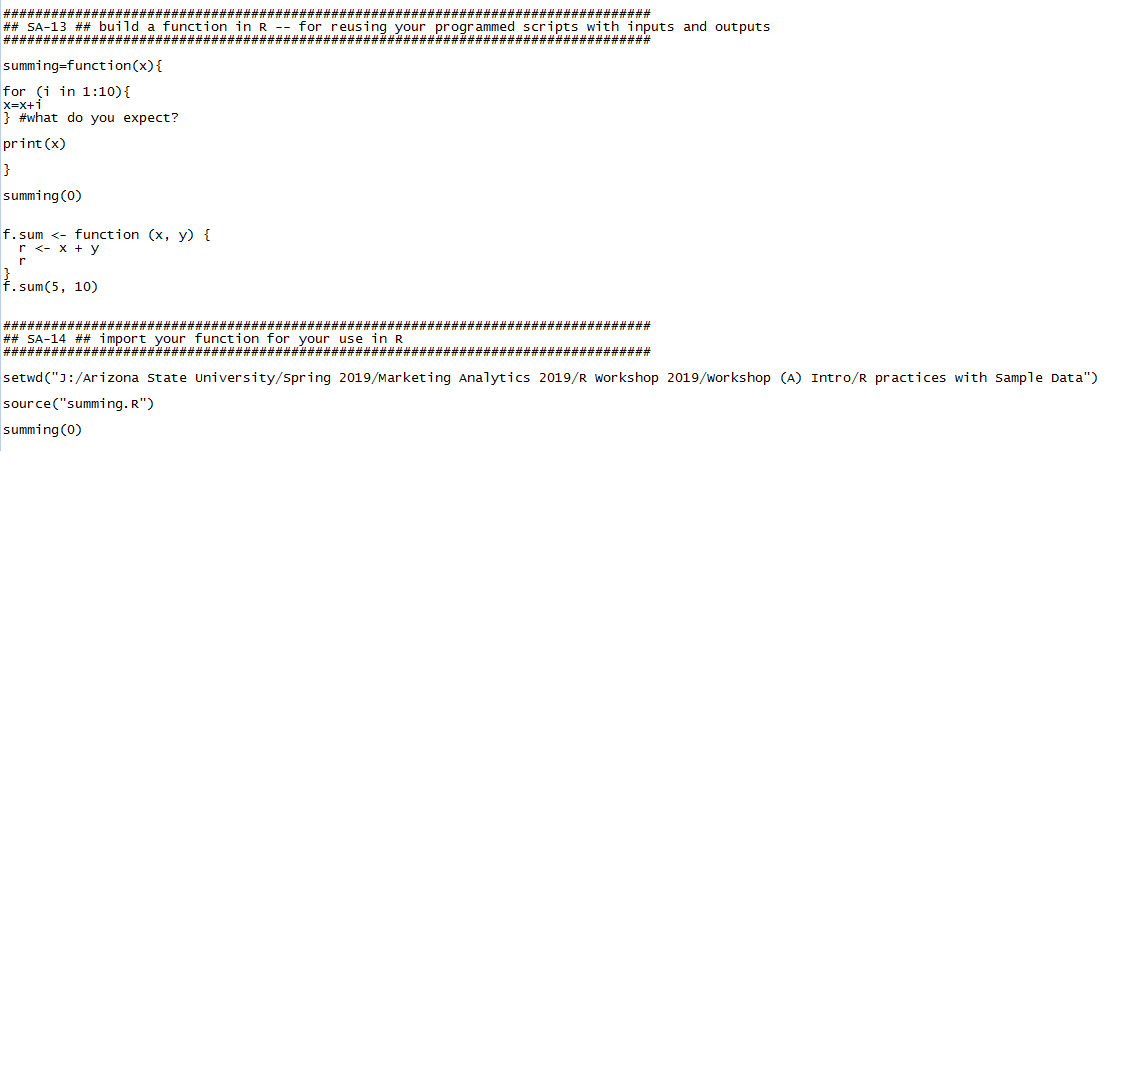 #################################################################################
## SA-13 ## build a function in R -- for reusing your programmed scripts with inputs and outputs
#################################################################################
summing=function(x){
for (i in 1:10){
x=x+i
} #what do you expect?
print(x)
}
summing(0)
f.sum <- function (x, y) {
  r <- x + y
  r
}
f.sum(5, 10)
#################################################################################
## SA-14 ## import your function for your use in R
#################################################################################
setwd("J:/Arizona State University/Spring 2019/Marketing Analytics 2019/R Workshop 2019/Workshop (A) Intro/R practices with Sample Data")
source("summing.R")
summing(0)